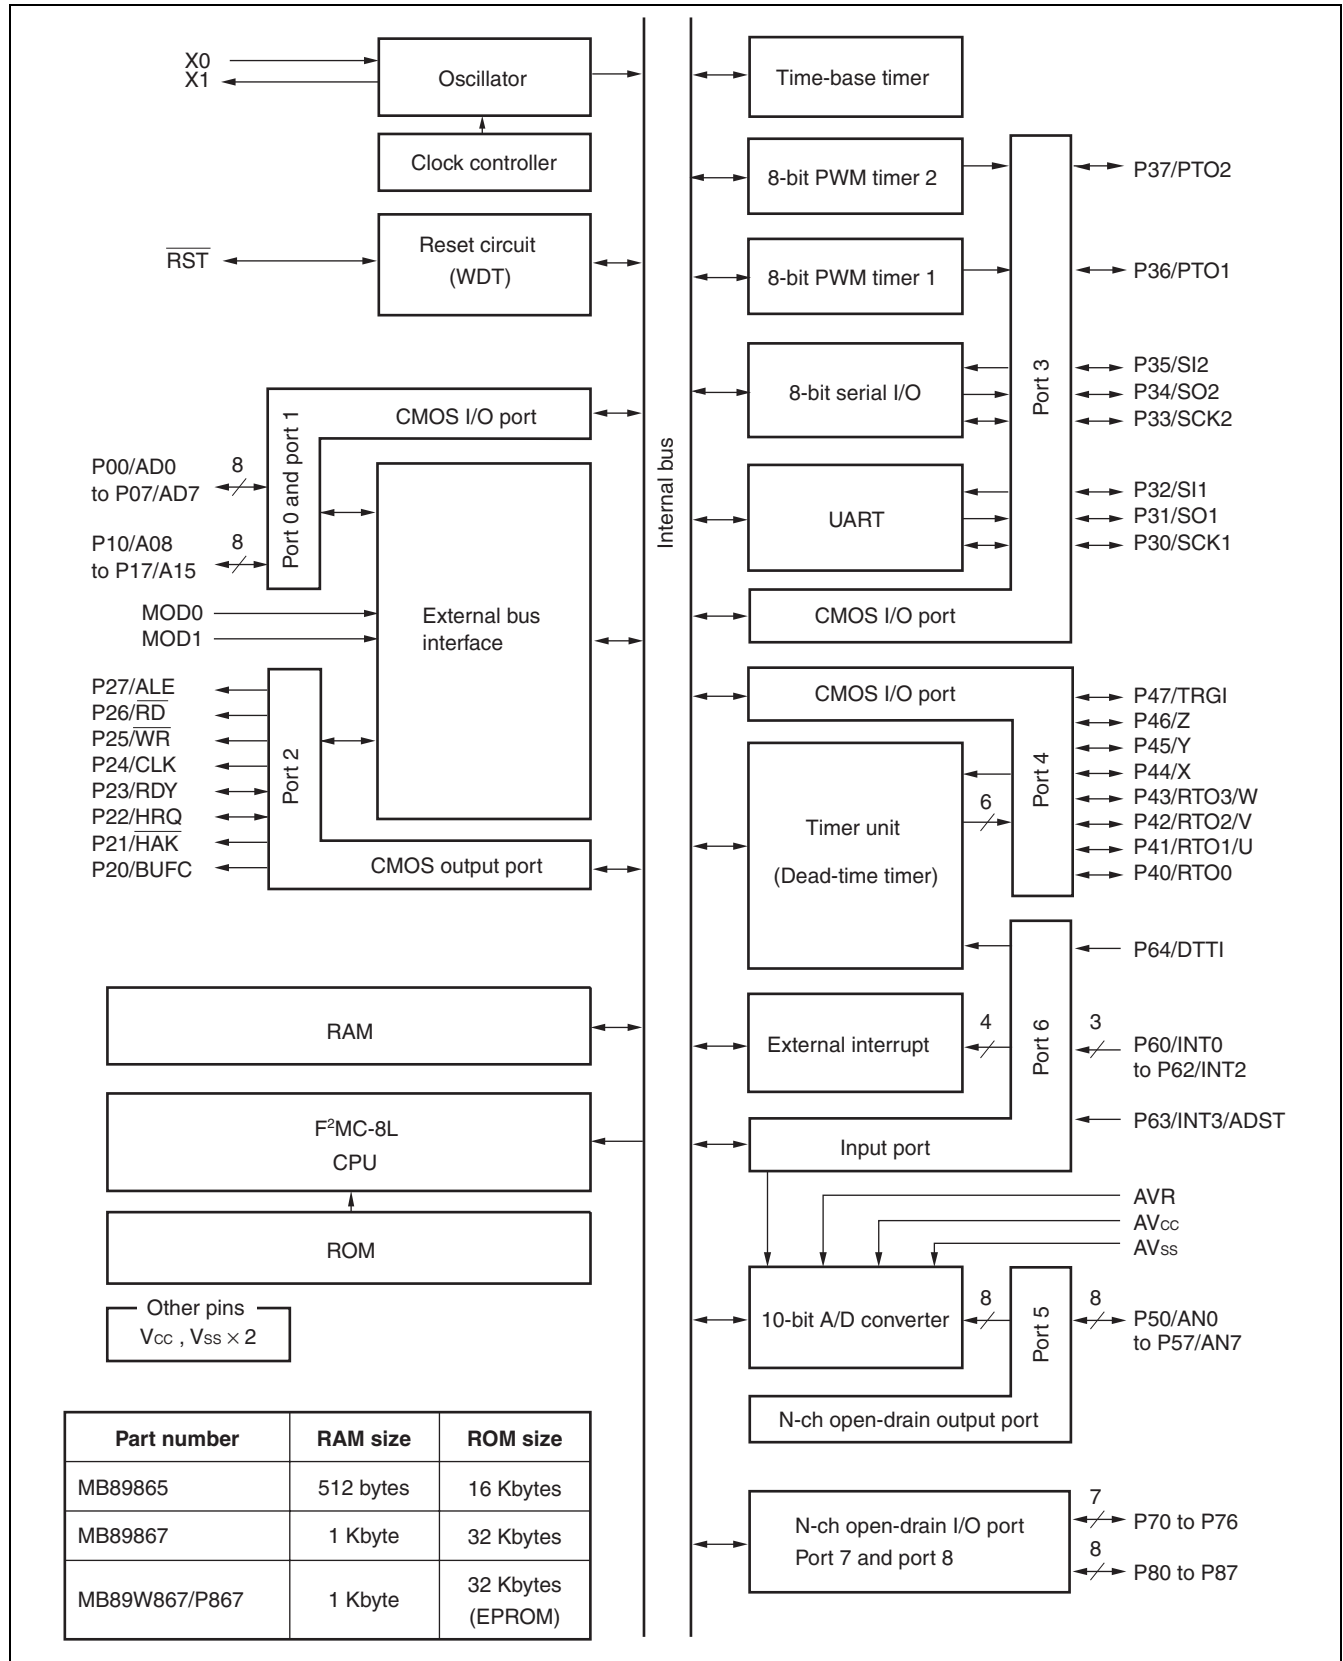 X0
X1
Oscillator
Clock controller
RST
Reset circuit
(WDT)
CMOS I/O port
Port 0 and port 1
P00/AD0
to P07/AD7
8
P10/A08
to P17/A15
8
MOD0
MOD1
External bus
interface
P27/ALE
P26/RD
P25/WR
P24/CLK
P23/RDY
P22/HRQ
P21/HAK
P20/BUFC
Port 2
CMOS output port
RAM
F²MC-8L
CPU
ROM
Other pins
VCC , VSS × 2
Part number RAM size ROM size
MB89865 512 bytes 16 Kbytes
MB89867 1 Kbyte 32 Kbytes
MB89W867/P867 1 Kbyte 32 Kbytes
(EPROM)
Internal bus
Time-base timer
8-bit PWM timer 2
P37/PTO2
8-bit PWM timer 1
P36/PTO1
Port 3
8-bit serial I/O
P35/SI2
P34/SO2
P33/SCK2
UART
P32/SI1
P31/SO1
P30/SCK1
CMOS I/O port
CMOS I/O port
Port 4
P47/TRGI
P46/Z
P45/Y
P44/X
P43/RTO3/W
P42/RTO2/V
P41/RTO1/U
P40/RTO0
6
Timer unit
(Dead-time timer)
P64/DTTI
Port 6
External interrupt
4
3
P60/INT0
to P62/INT2
P63/INT3/ADST
Input port
AVR
AVCC
AVSS
10-bit A/D converter
8
Port 5
8
P50/AN0
to P57/AN7
N-ch open-drain output port
N-ch open-drain I/O port
Port 7 and port 8
7
P70 to P76
8
P80 to P87